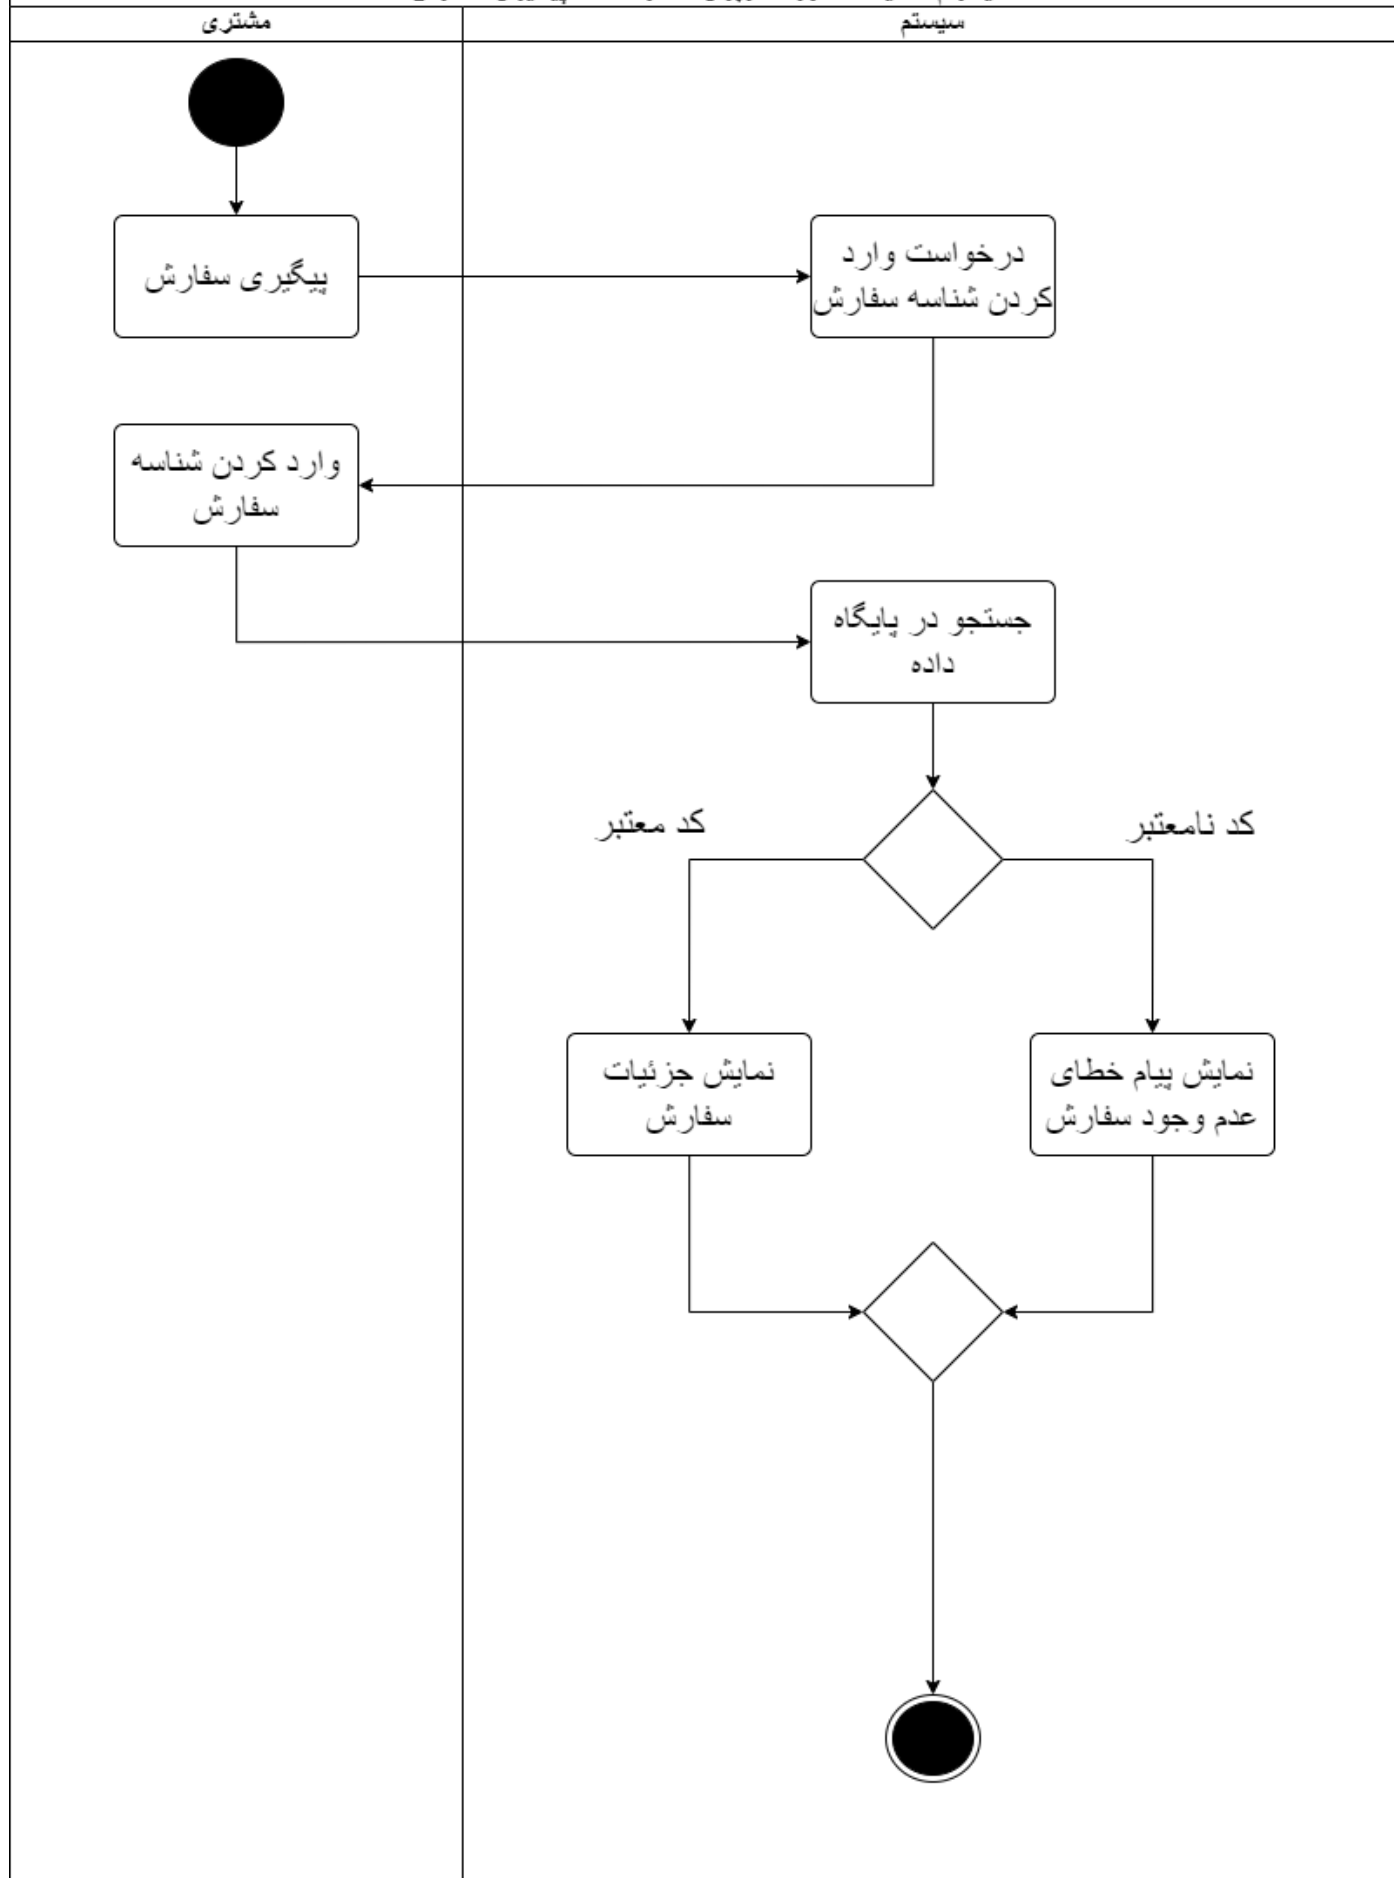 مشتری
سیستم
پیگیری سفارش
درخواست وارد
کردن شناسه سفارش
وارد کردن شناسه
سفارش
جستجو در پایگاه
داده
کد معتبر
کد نامعتبر
نمایش جزئیات
سفارش
نمایش پیام خطای
عدم وجود سفارش